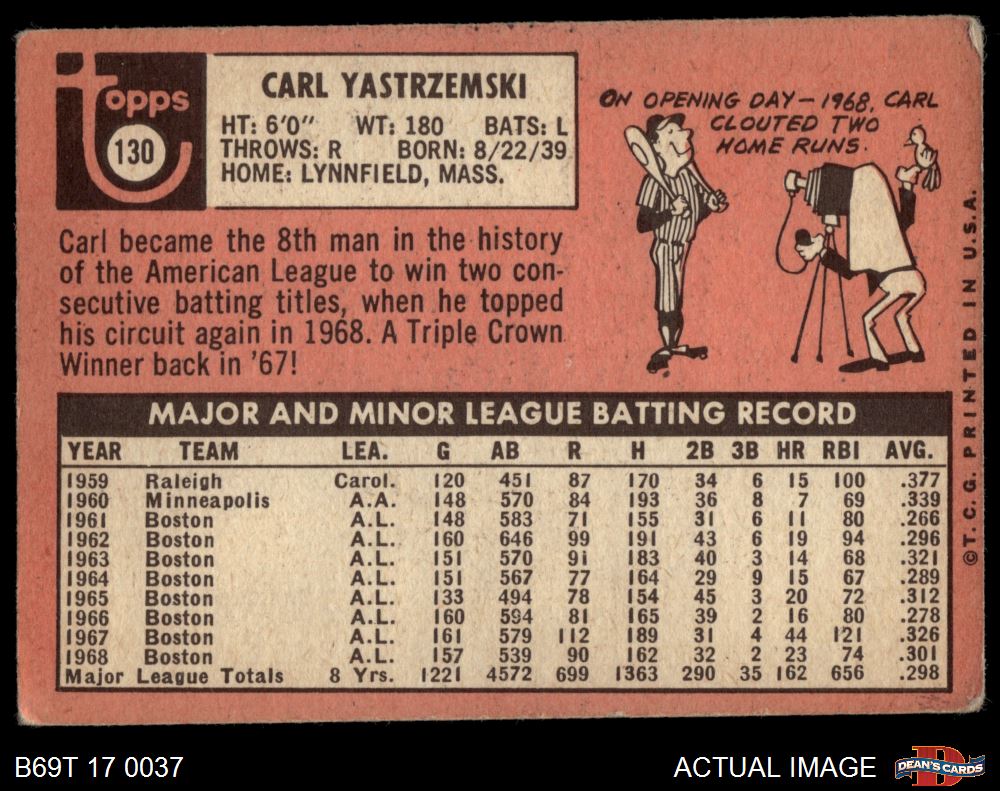 topps
130
CARL YASTRZEMSKI
HT: 6'0" WT: 180 BATS: L
THROWS: R BORN: 8/22/39
HOME: LYNNFIELD, MASS.
ON OPENING DAY—1968, CARL
CLOUTED TWO
HOME RUNS.
Carl became the 8th man in the history
of the American League to win two con-
secutive batting titles, when he topped
his circuit again in 1968. A Triple Crown
Winner back in '67!
MAJOR AND MINOR LEAGUE BATTING RECORD
YEAR TEAM LEA. G AB R H 2B 3B HR RBI AVG.
1959 Raleigh Carol. 120 451 87 170 34 6 15 100 .377
1960 Minneapolis A.A. 148 570 84 193 36 8 7 69 .339
1961 Boston A.L. 148 583 71 155 31 6 11 80 .266
1962 Boston A.L. 160 646 99 191 43 6 19 94 .296
1963 Boston A.L. 151 570 91 183 40 3 14 68 .321
1964 Boston A.L. 151 567 77 164 29 9 15 67 .289
1965 Boston A.L. 133 494 78 154 45 3 20 72 .312
1966 Boston A.L. 160 594 81 165 39 2 16 80 .278
1967 Boston A.L. 161 579 112 189 31 4 44 121 .326
1968 Boston A.L. 157 539 90 162 32 2 23 74 .301
Major League Totals 8 Yrs. 1221 4572 699 1363 290 35 162 656 .298
©T.C.G. PRINTED IN U.S.A.
B69T 17 0037
ACTUAL IMAGE
DEAN'S CARDS